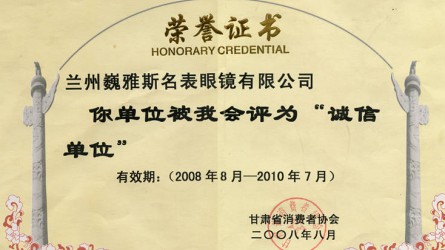 荣誉证书
HONORARY CREDENTIAL
兰州巍雅斯名表眼镜有限公司
你单位被我会评为“诚信
单位”
有效期：（2008年8月—2010年7月）
甘肃省消费者协会
二〇〇八年八月